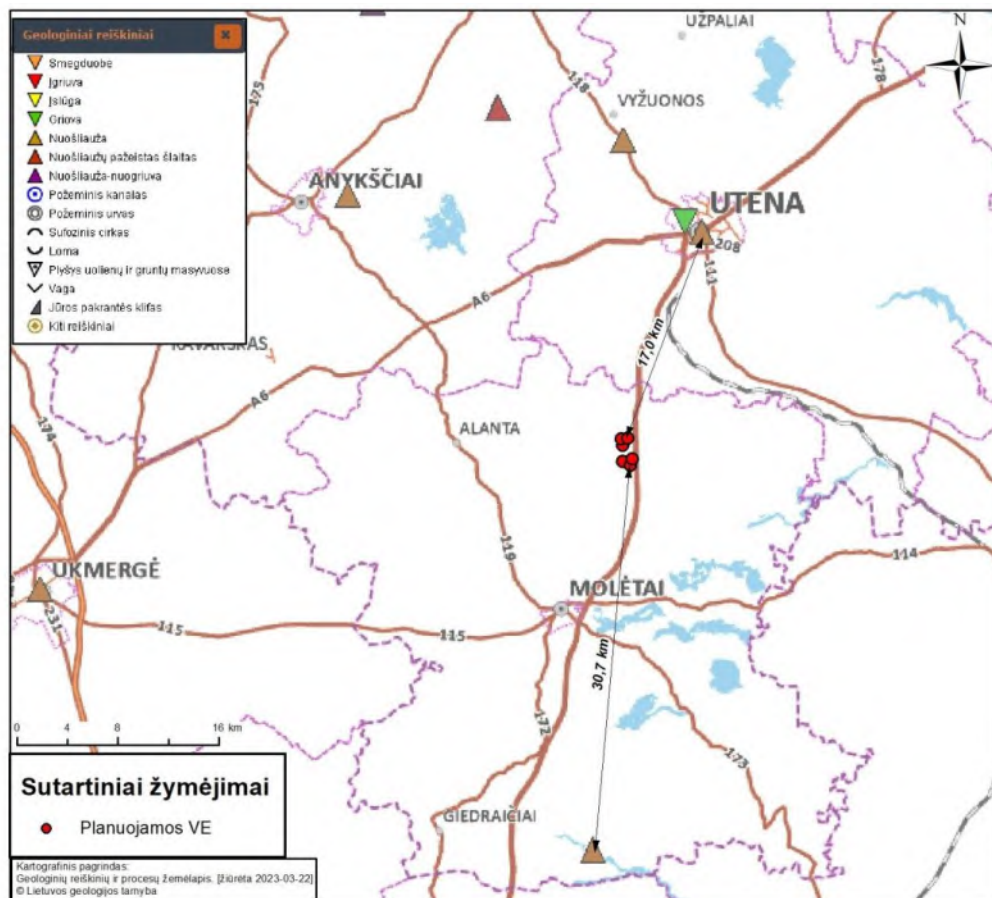 Geologiniai reiškiniai
Smegduobė
Įgriuva
Įslūga
Griova
Nuošliauža
Nuošliaužų pažeistas šlaitas
Nuošliauža-nuogriuva
Požeminis kanalas
Požeminis urvas
Sufozinis cirkas
Loma
Plyšys uolienų ir gruntų masyvuose
Vaga
Jūros pakrantės klifas
Kiti reiškiniai
N
UŽPALIAI
178
118
175
VYŽUONOS
ANYKŠČIAI
UTENA
208
111
A6
17,0 km
KAVARSKAS
A6
174
ALANTA
119
114
UKMERGĖ
MOLĖTAI
231
115
115
30,7 km
172
173
0 4 8 16 km
GIEDRAIČIAI
Sutartiniai žymėjimai
Planuojamos VE
Kartografinis pagrindas:
Geologinių reiškinių ir procesų žemėlapis. [žiūrėta 2023-03-22]
© Lietuvos geologijos tarnyba